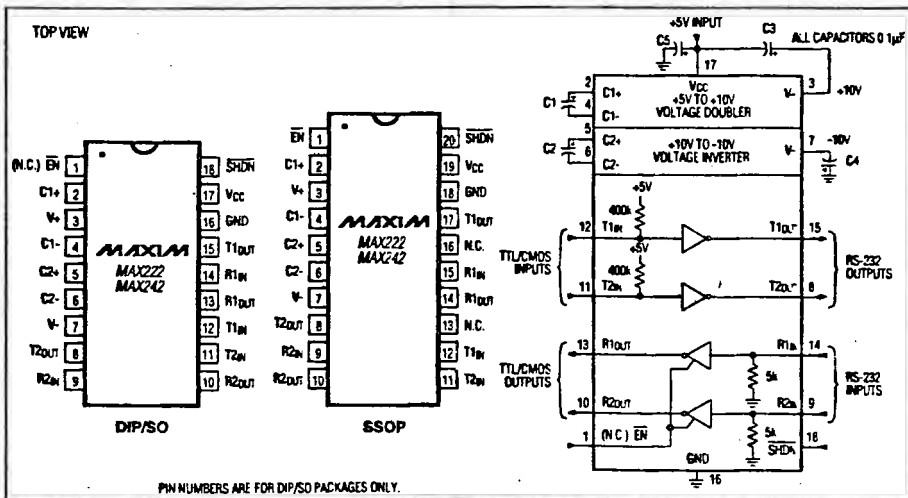 TOP VIEW
(N.C.) EN 1
C1+ 2
V+ 3
C1- 4
C2+ 5
C2- 6
V- 7
T2OUT 8
R2IN 9
18 SHDN
17 VCC
16 GND
15 T1OUT
14 R1IN
13 R1OUT
12 T1IN
11 T2IN
10 R2OUT
MAXIM
MAX222
MAX242
DIP/SO
EN 1
C1+ 2
V+ 3
C1- 4
C2+ 5
C2- 6
V- 7
T2OUT 8
R2IN 9
R2OUT 10
20 SHDN
19 VCC
18 GND
17 T1OUT
16 N.C.
15 R1IN
14 R1OUT
13 N.C.
12 T1IN
11 T2IN
MAXIM
MAX222
MAX242
SSOP
+5V INPUT
C5
C3
ALL CAPACITORS 0.1µF
17
2
C1
4
C1+
C1-
VCC
+5V TO +10V
VOLTAGE DOUBLER
V-
3
+10V
5
C2
6
C2+
C2-
+10V TO -10V
VOLTAGE INVERTER
V-
7
-10V
C4
+5V
400k
12 T1IN
T1OUT 15
+5V
400k
11 T2IN
T2OUT 8
TTL/CMOS
INPUTS
RS-232
OUTPUTS
13 R1OUT
R1IN 14
5k
10 R2OUT
R2IN 9
5k
TTL/CMOS
OUTPUTS
RS-232
INPUTS
1 (N.C.) EN
SHDN 18
GND
16
PIN NUMBERS ARE FOR DIP/SO PACKAGES ONLY.